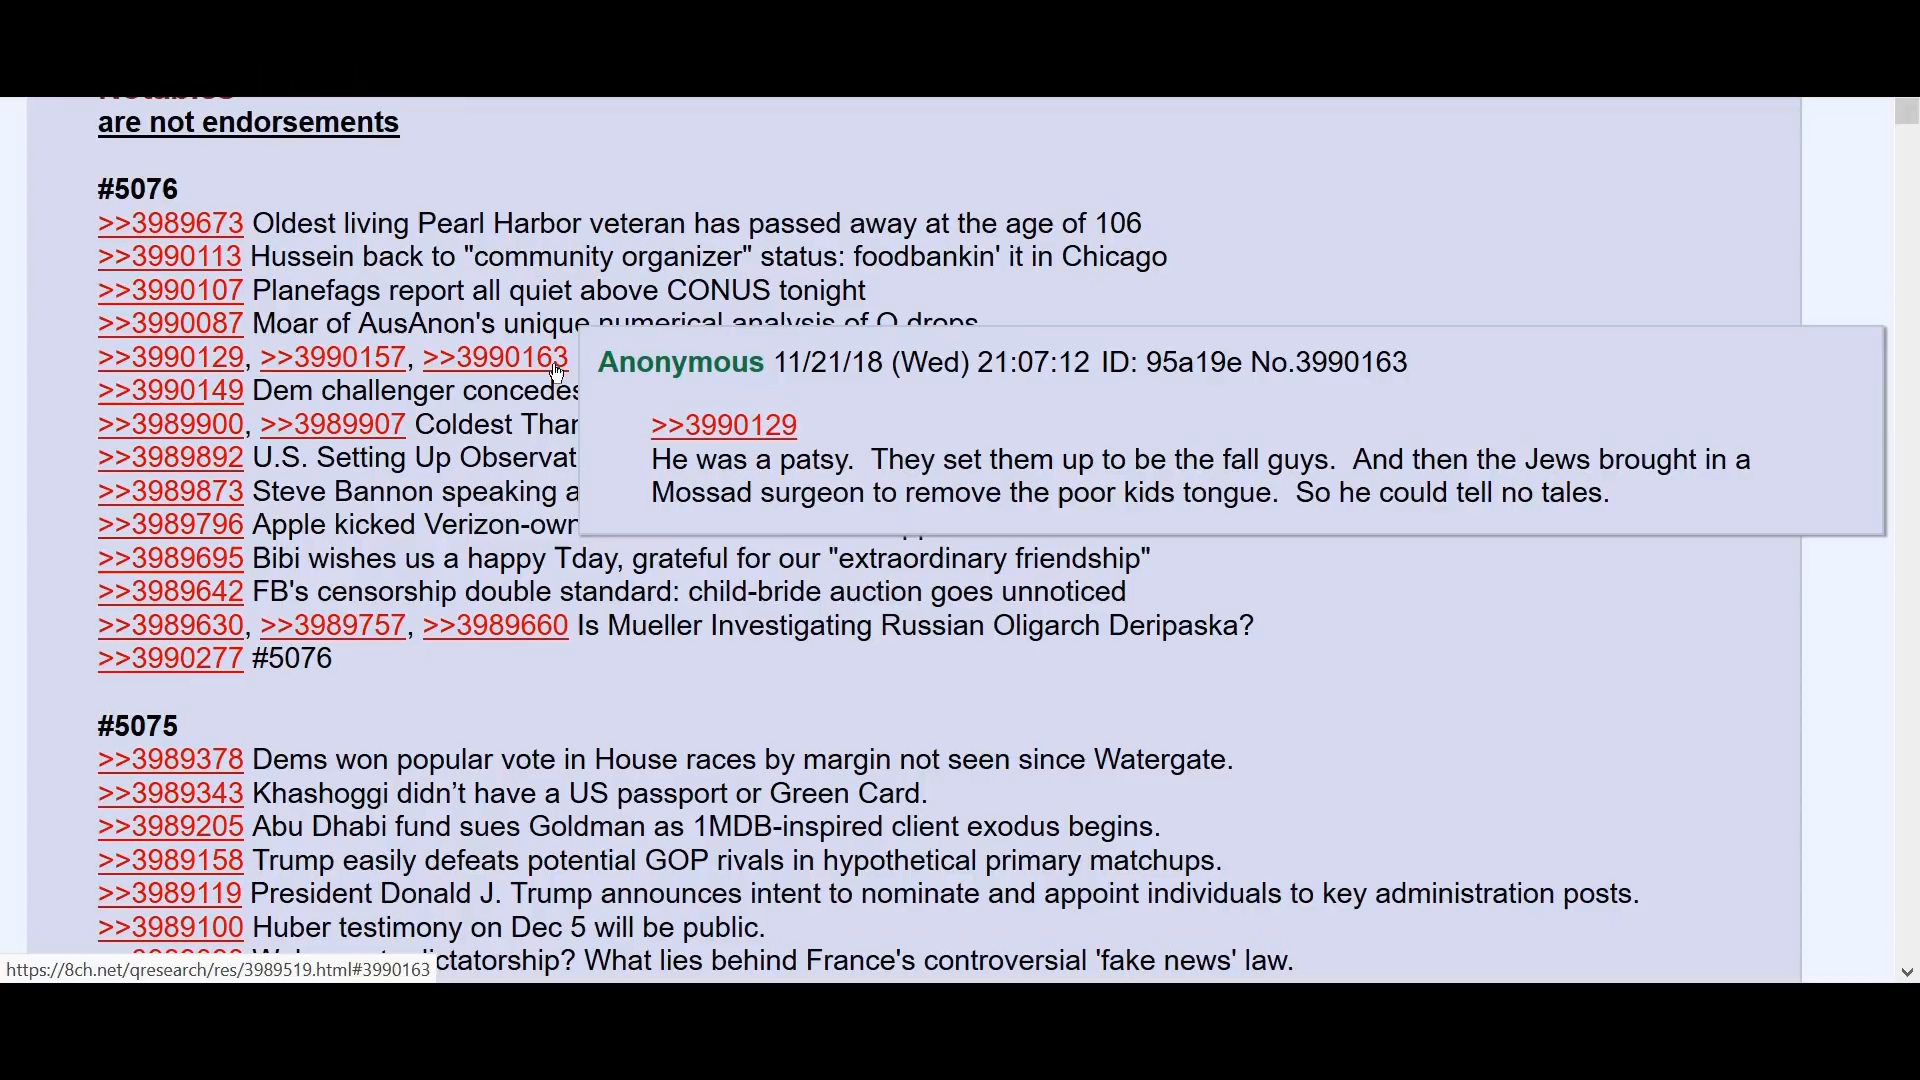 are not endorsements
#5076
>>3989673 Oldest living Pearl Harbor veteran has passed away at the age of 106
>>3990113 Hussein back to "community organizer" status: foodbankin' it in Chicago
>>3990107 Planefags report all quiet above CONUS tonight
>>3990087 Moar of AusAnon's unique numerical analysis of Q drops
>>3990129, >>3990157, >>3990163
>>3990149 Dem challenger concedes
>>3989900, >>3989907 Coldest
>>3989892 U.S. Setting Up
>>3989873 Steve Bannon speaking
>>3989796 Apple kicked
>>3989695 Bibi wishes us a happy Tday, grateful for our "extraordinary friendship"
>>3989642 FB's censorship double standard: child-bride auction goes unnoticed
>>3989630, >>3989757, >>3989660 Is Mueller Investigating Russian Oligarch Deripaska?
>>3990277 #5076
Anonymous 11/21/18 (Wed) 21:07:12 ID: 95a19e No.3990163
>>3990129
He was a patsy. They set them up to be the fall guys. And then the Jews brought in a
Mossad surgeon to remove the poor kids tongue. So he could tell no tales.
#5075
>>3989378 Dems won popular vote in House races by margin not seen since Watergate.
>>3989343 Khashoggi didn’t have a US passport or Green Card.
>>3989205 Abu Dhabi fund sues Goldman as 1MDB-inspired client exodus begins.
>>3989158 Trump easily defeats potential GOP rivals in hypothetical primary matchups.
>>3989119 President Donald J. Trump announces intent to nominate and appoint individuals to key administration posts.
>>3989100 Huber testimony on Dec 5 will be public.
What lies behind France's controversial 'fake news' law.
https://8ch.net/qresearch/res/3989519.html#3990163